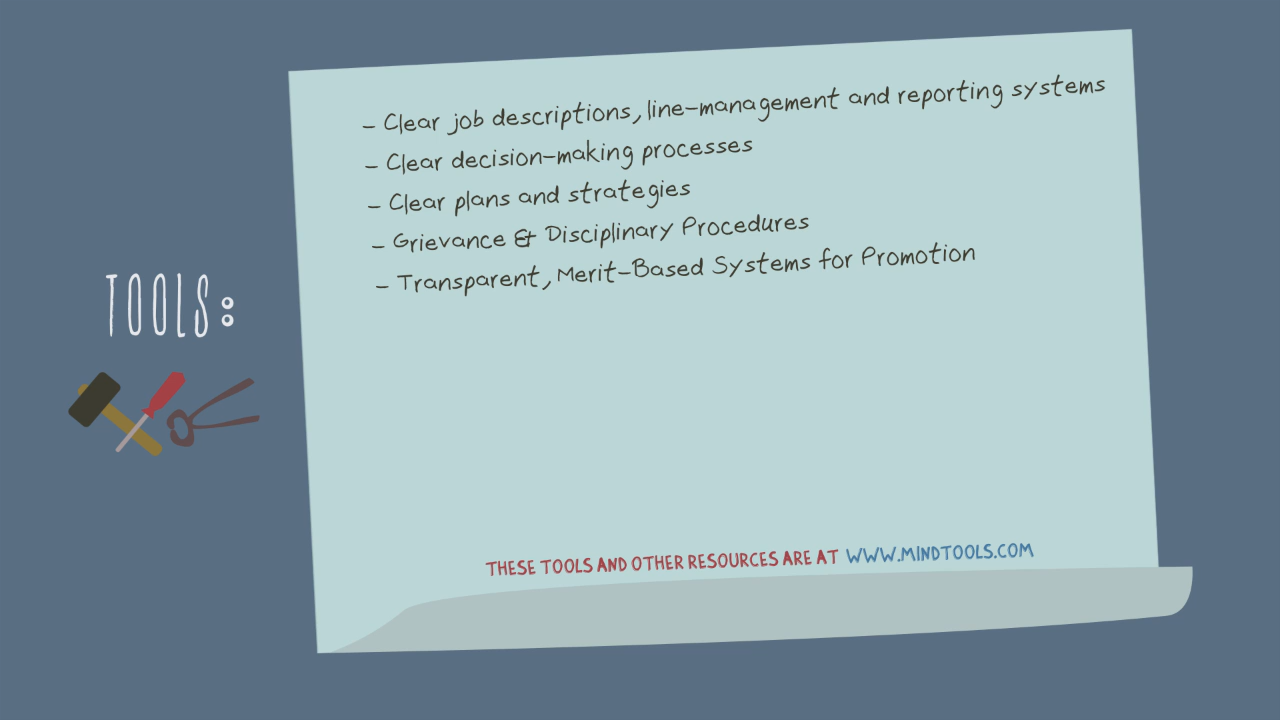 TOOLS:
- Clear job descriptions, line-management and reporting systems
- Clear decision-making processes
- Clear plans and strategies
- Grievance & Disciplinary Procedures
- Transparent, Merit-Based Systems for Promotion
THESE TOOLS AND OTHER RESOURCES ARE AT WWW.MINDTOOLS.COM